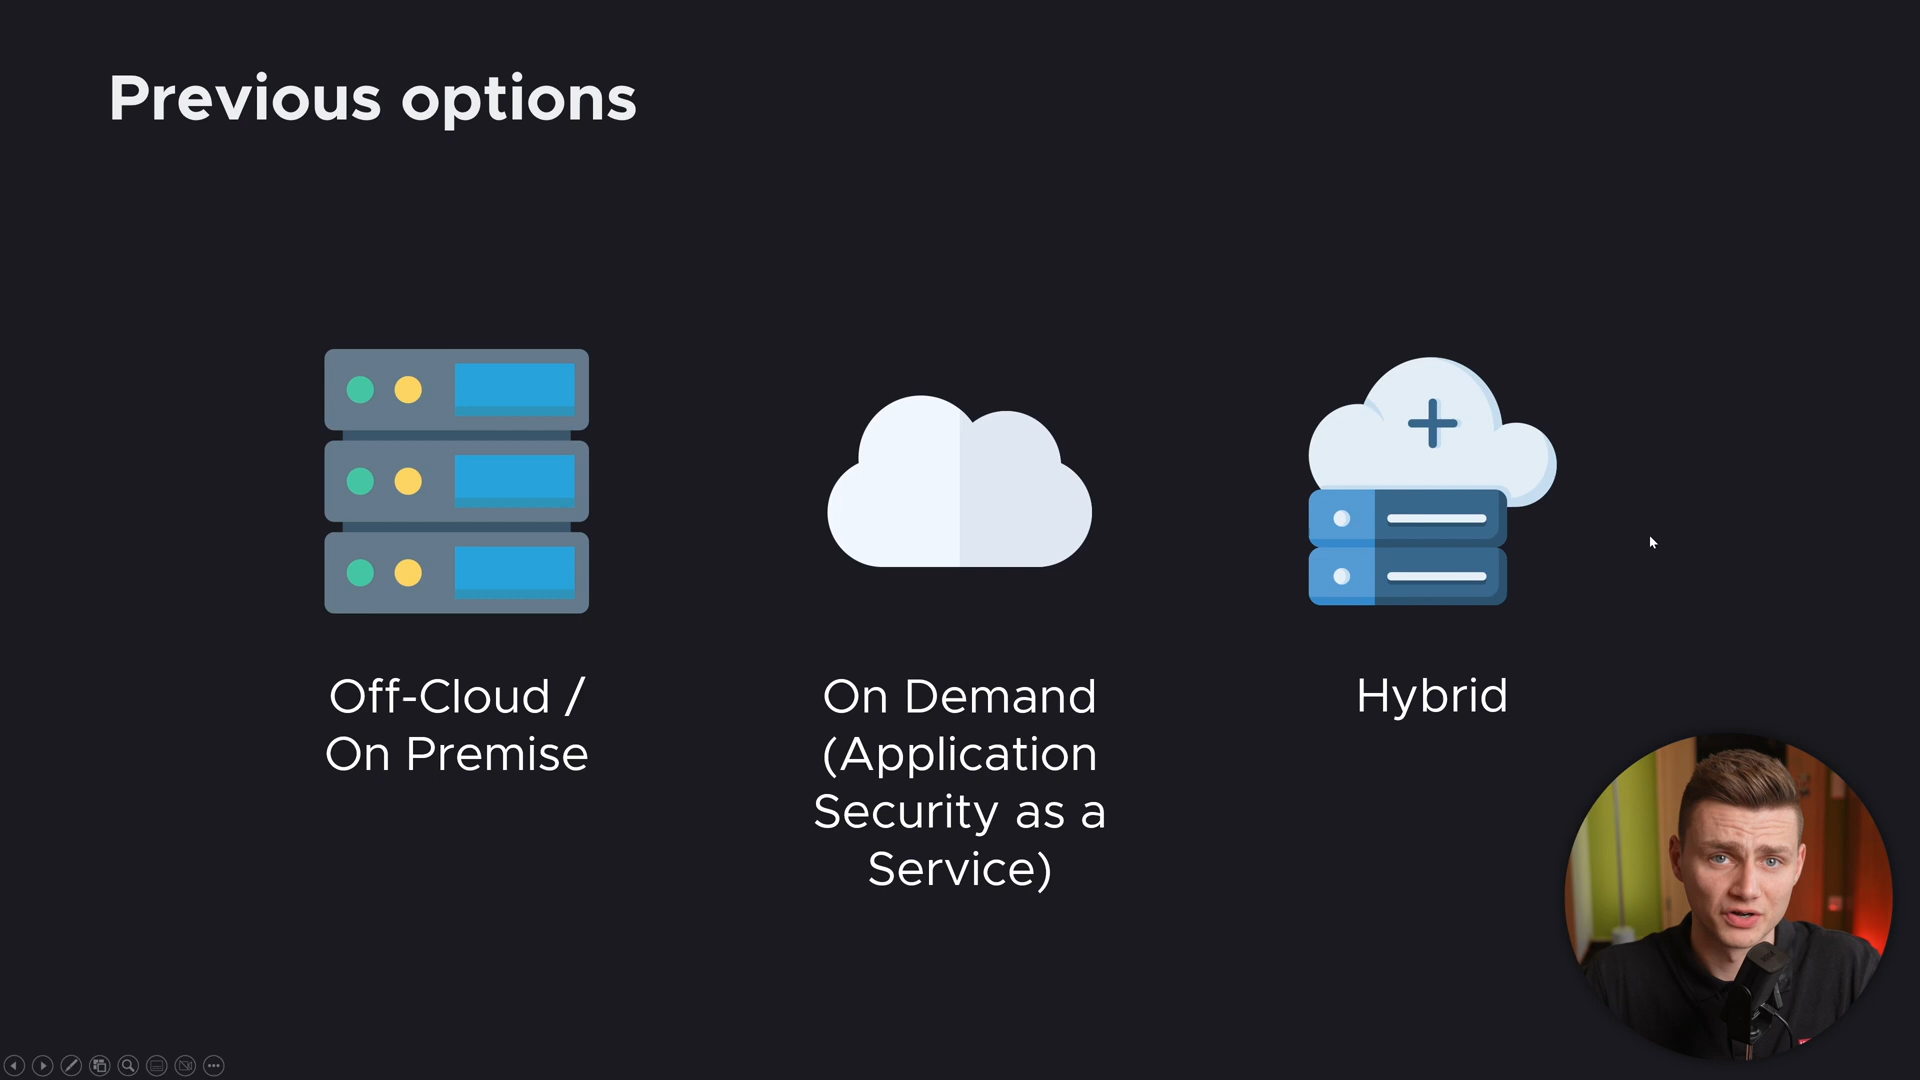 Previous options
Off-Cloud /
On Premise
On Demand
(Application
Security as a
Service)
Hybrid